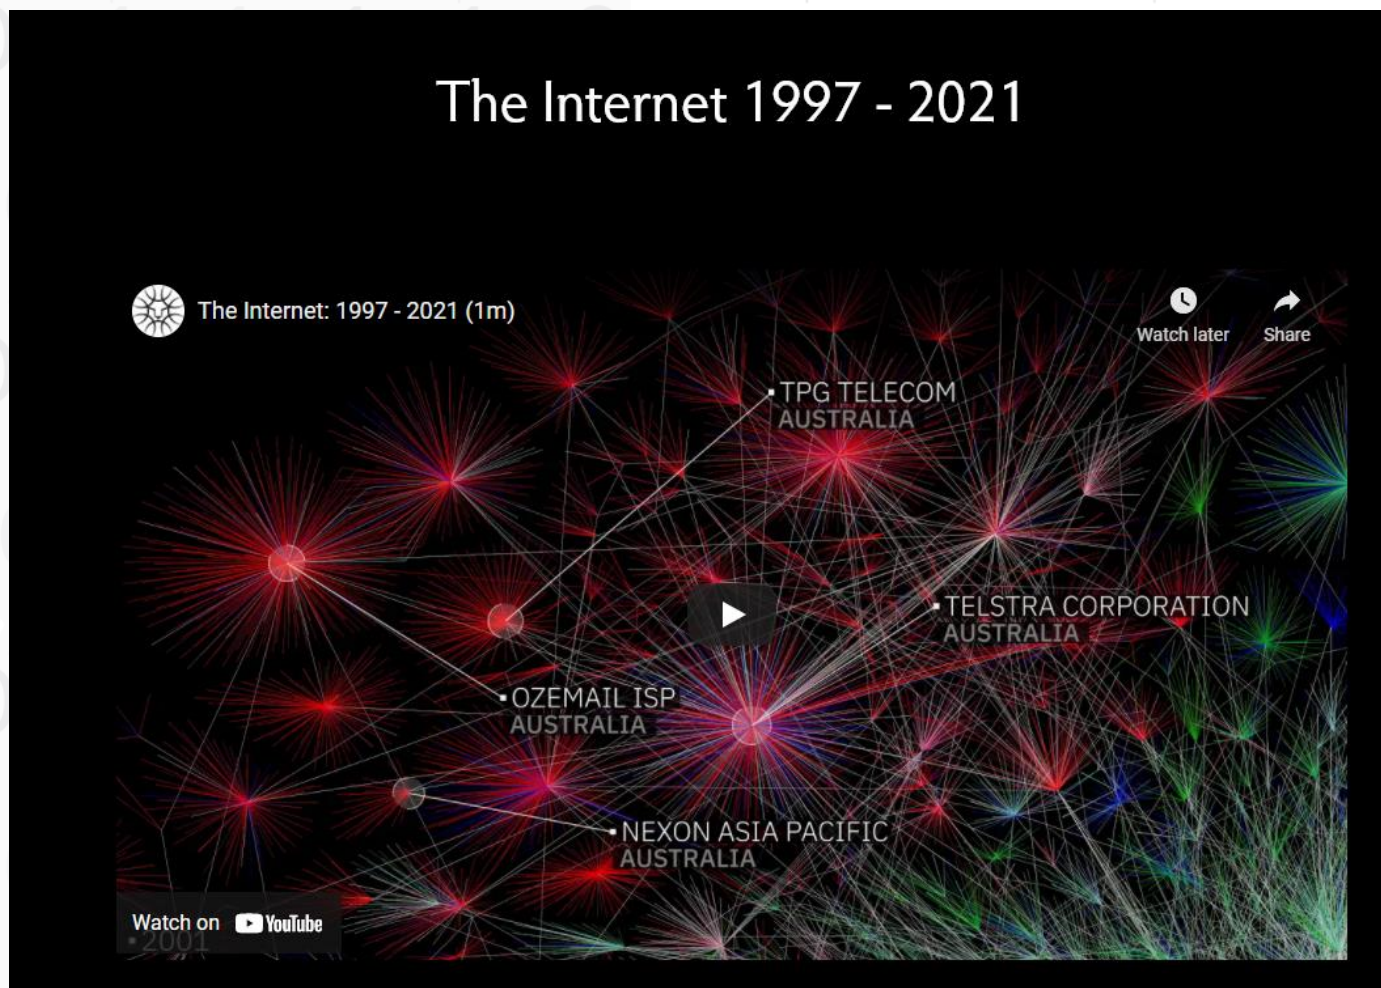 The Internet 1997 - 2021
The Internet: 1997 - 2021 (1m)
Watch later
Share
TPG TELECOM
AUSTRALIA
TELSTRA CORPORATION
AUSTRALIA
OZEMAIL ISP
AUSTRALIA
NEXON ASIA PACIFIC
AUSTRALIA
Watch on YouTube
2001